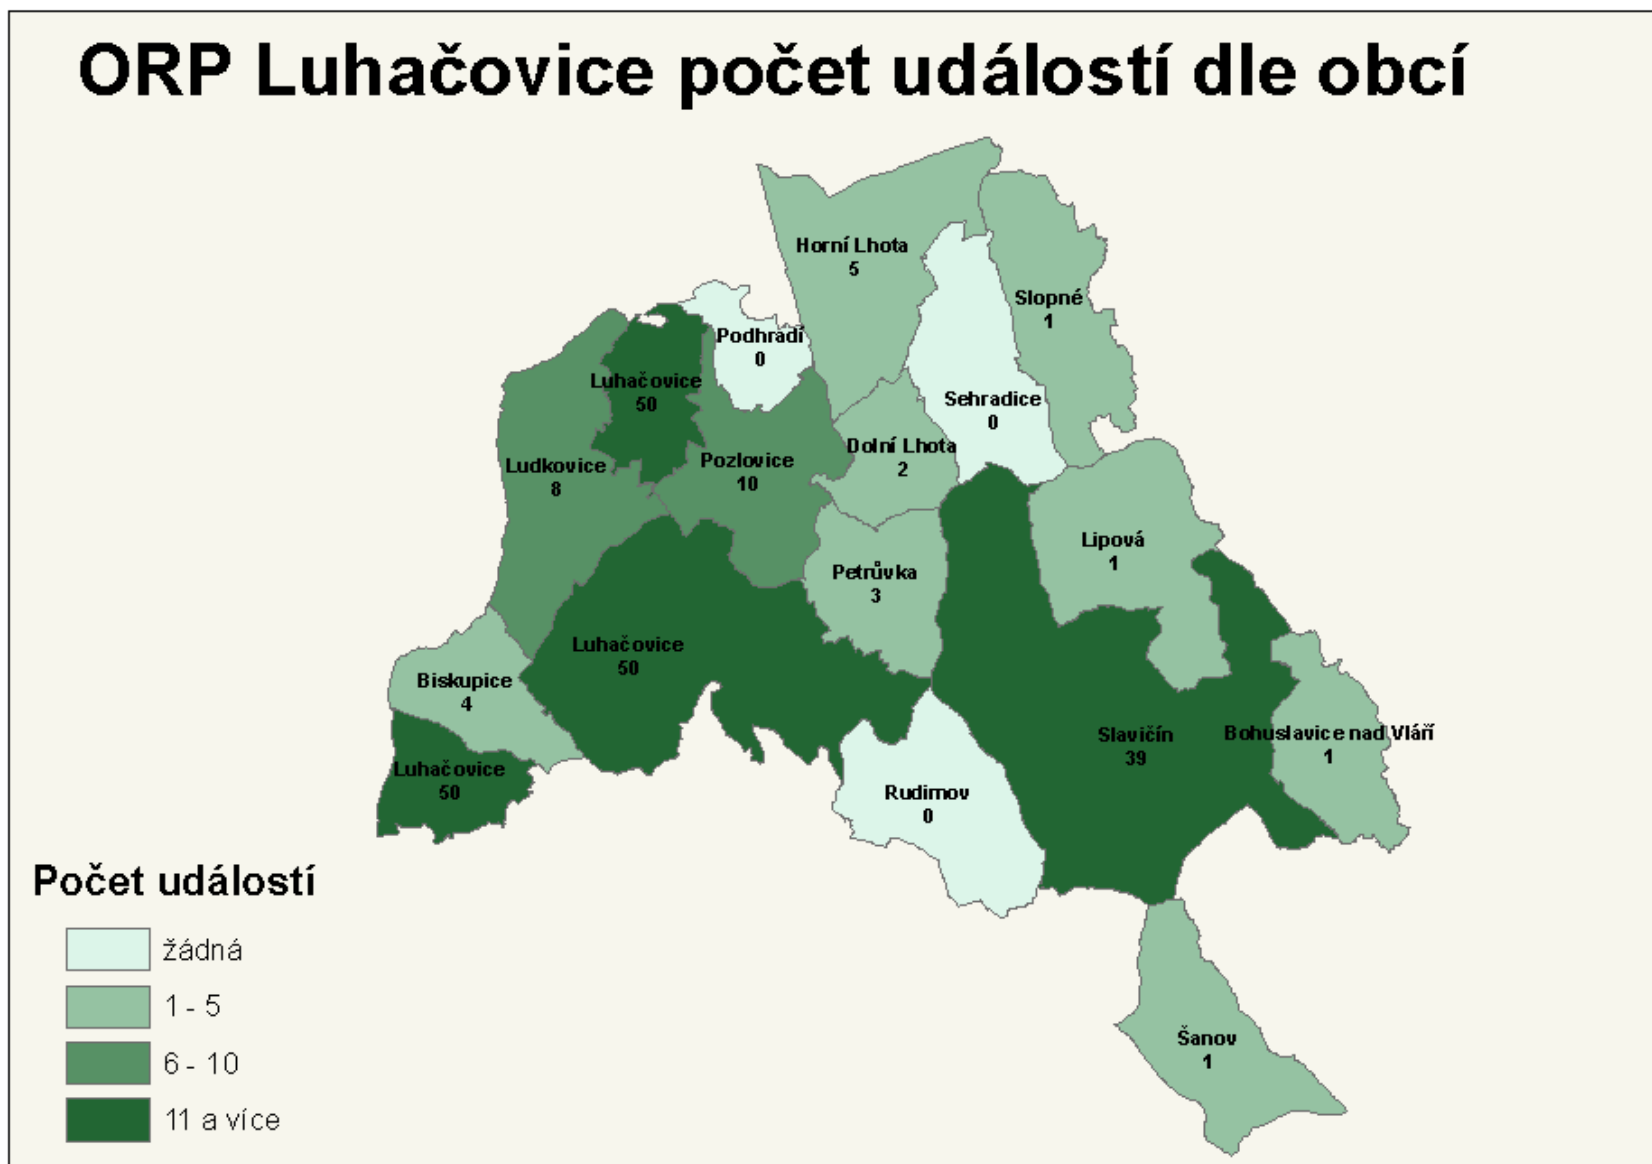 ORP Luhačovice počet událostí dle obcí
Horní Lhota
5
Slopné
1
Podhradí
0
Luhačovice
50
Sehradice
0
Dolní Lhota
2
Pozlovice
10
Ludkovice
8
Lipová
1
Petrůvka
3
Luhačovice
50
Biskupice
4
Slavičín
39
Bohuslavice nad Vláří
1
Luhačovice
50
Rudimov
0
Šanov
1
Počet událostí
žádná
1 - 5
6 - 10
11 a více